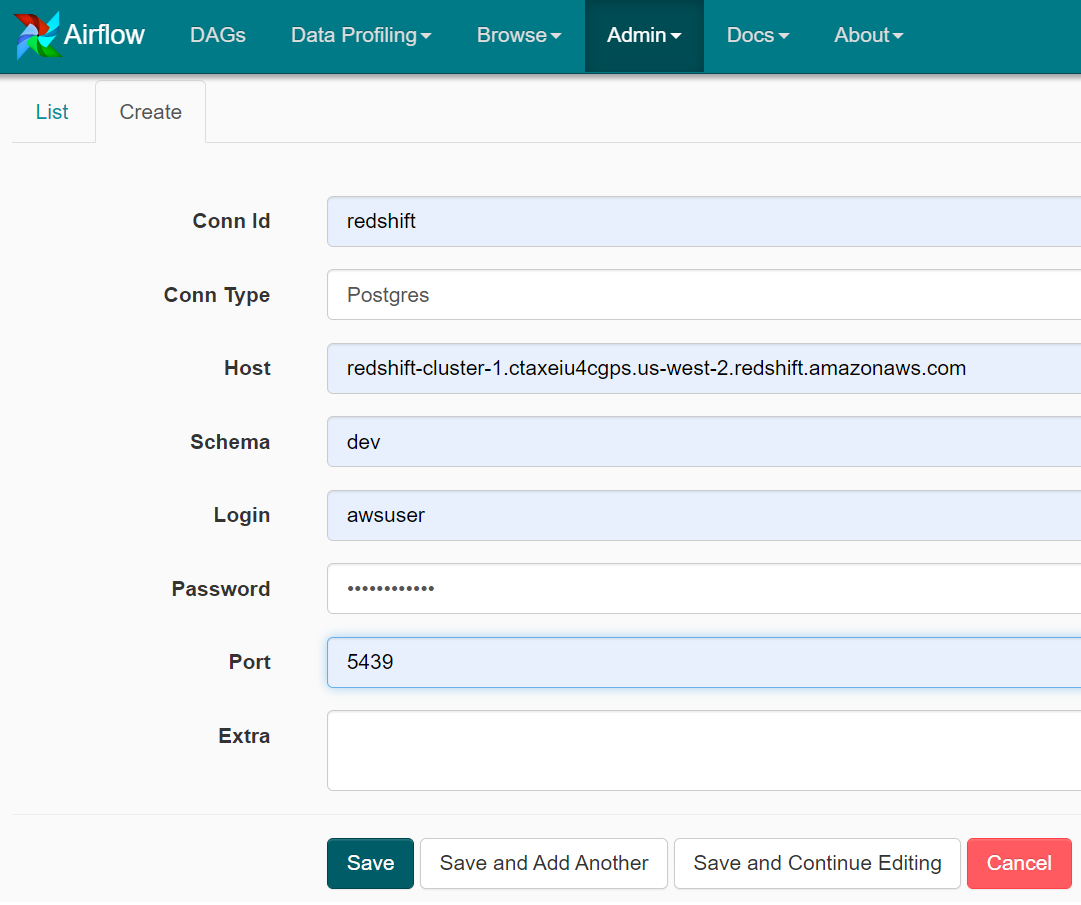 Airflow DAGs Data Profiling Browse Admin Docs About
List Create
Conn Id redshift
Conn Type Postgres
Host redshift-cluster-1.ctaxeiu4cgps.us-west-2.redshift.amazonaws.com
Schema dev
Login awsuser
Password ••••••••••••
Port 5439
Extra
Save Save and Add Another Save and Continue Editing Cancel